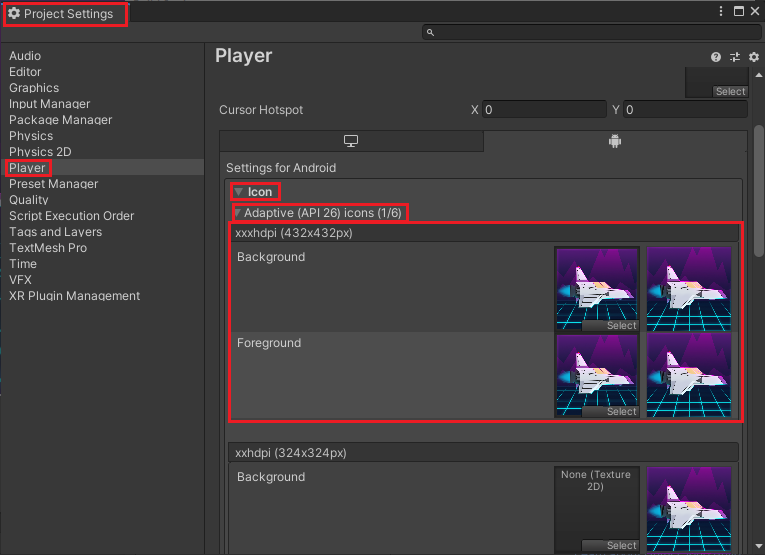 Project Settings
Audio
Editor
Graphics
Input Manager
Package Manager
Physics
Physics 2D
Player
Preset Manager
Quality
Script Execution Order
Tags and Layers
TextMesh Pro
Time
VFX
XR Plugin Management
Player
Select
Cursor Hotspot X 0 Y 0
Settings for Android
Icon
Adaptive (API 26) icons (1/6)
xxxhdpi (432x432px)
Background
Select
Foreground
Select
xxhdpi (324x324px)
Background
None (Texture
2D)
Select